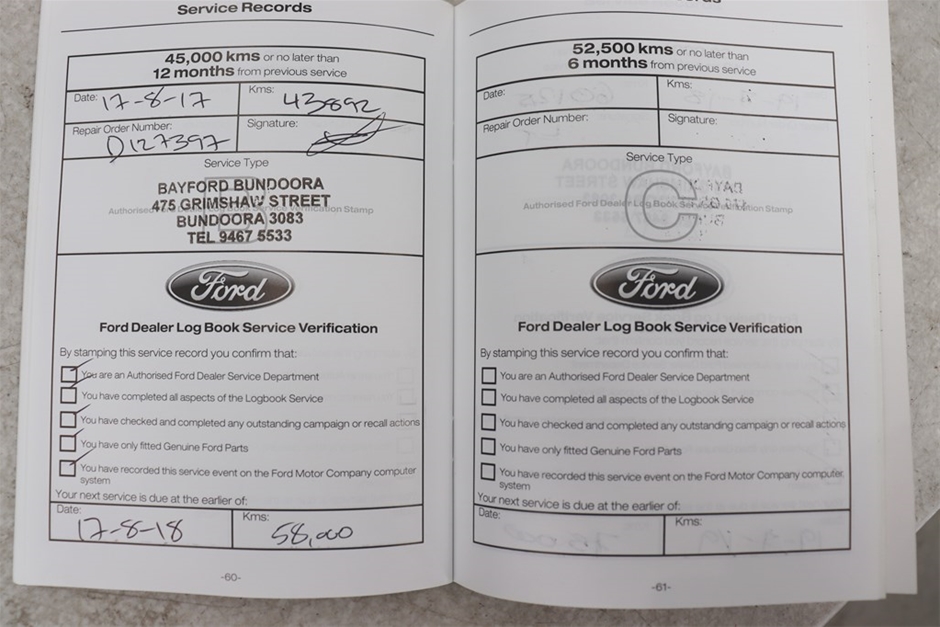 Service Records
45,000 kms or no later than
12 months from previous service
Date: 17-8-17
Kms: 43892
Repair Order Number: 0127397
Signature:
Service Type
B
Authorised Ford Dealer Log Book Service Verification Stamp
BAYFORD BUNDOORA
475 GRIMSHAW STREET
BUNDOORA 3083
TEL 9467 5533
Ford
Ford Dealer Log Book Service Verification
By stamping this service record you confirm that:
You are an Authorised Ford Dealer Service Department
You have completed all aspects of the Logbook Service
You have checked and completed any outstanding campaign or recall actions
You have only fitted Genuine Ford Parts
You have recorded this service event on the Ford Motor Company computer
system
Your next service is due at the earlier of:
Date: 17-8-18
Kms: 58,000
-60-
52,500 kms or no later than
6 months from previous service
Date:
Kms:
Repair Order Number:
Signature:
Service Type
C
Authorised Ford Dealer Log Book Service Verification Stamp
Ford
Ford Dealer Log Book Service Verification
By stamping this service record you confirm that:
You are an Authorised Ford Dealer Service Department
You have completed all aspects of the Logbook Service
You have checked and completed any outstanding campaign or recall actions
You have only fitted Genuine Ford Parts
You have recorded this service event on the Ford Motor Company computer
system
Your next service is due at the earlier of:
Date:
Kms:
-61-